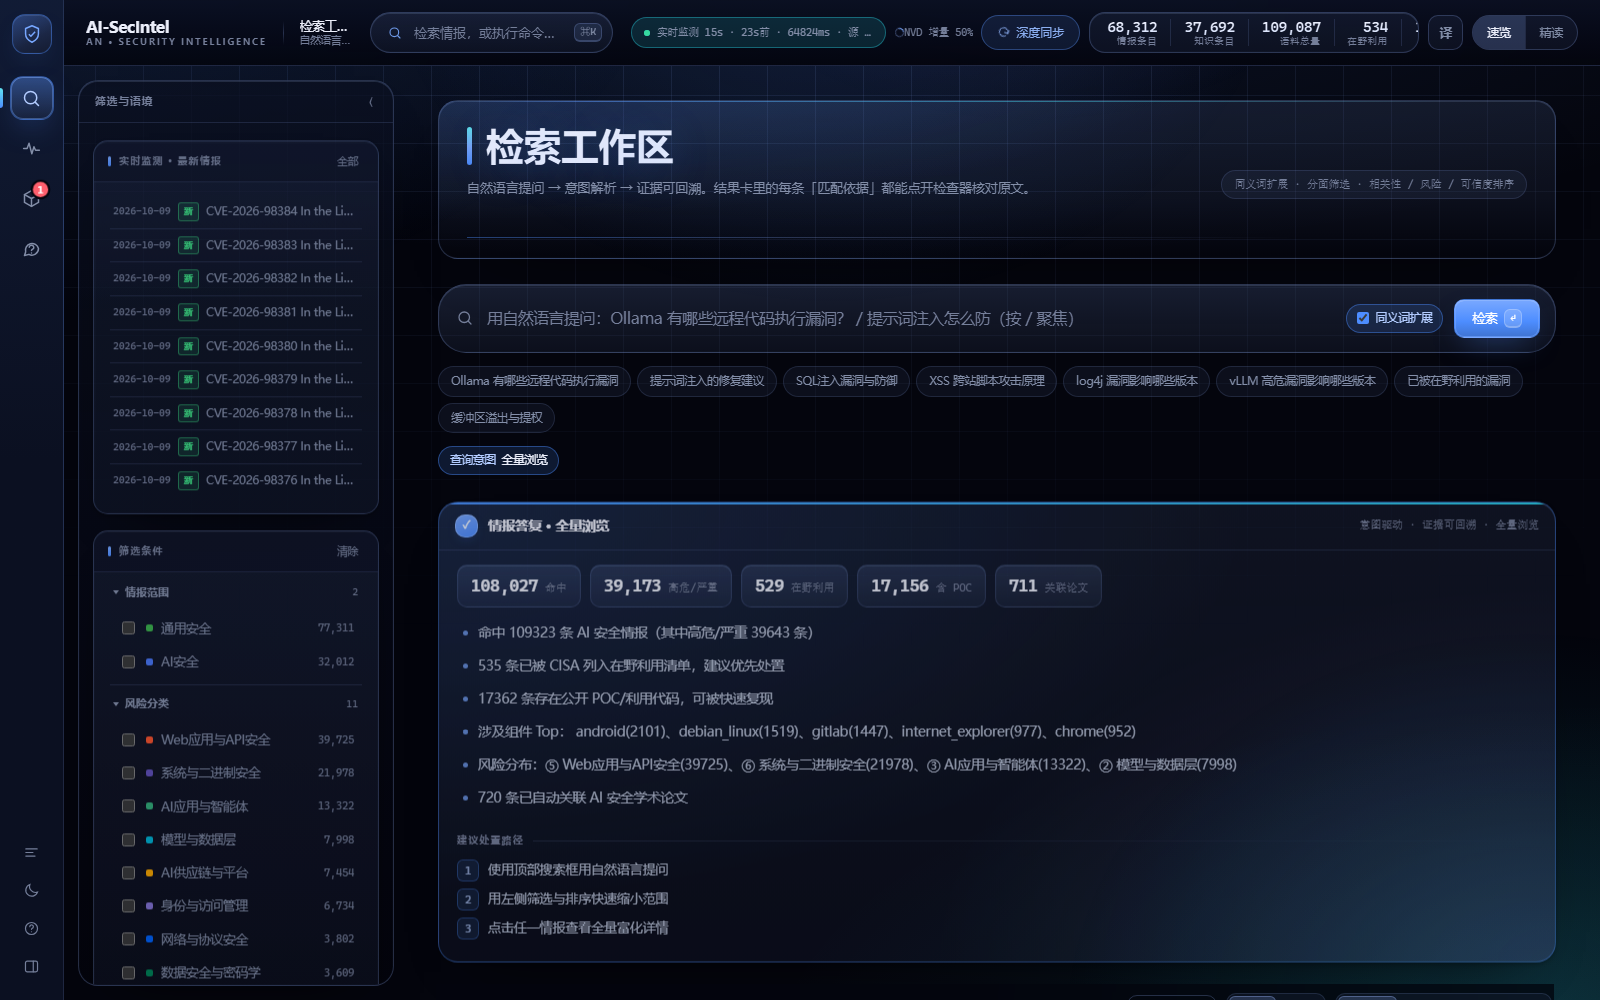 AI-SecIntel
AN • SECURITY INTELLIGENCE
检索工...
自然语言...
检索情报，或执行命令... ⌘K
实时监测 15s · 23s前 · 64824ms · 源 …
NVD 增量 50%
深度同步
68,312 情报条目
37,692 知识条目
109,087 语料总量
534 在野利用
译
速览 精读
筛选与语境
实时监测 • 最新情报 全部
2026-10-09 新 CVE-2026-98384 In the Li...
2026-10-09 新 CVE-2026-98383 In the Li...
2026-10-09 新 CVE-2026-98382 In the Li...
2026-10-09 新 CVE-2026-98381 In the Li...
2026-10-09 新 CVE-2026-98380 In the Li...
2026-10-09 新 CVE-2026-98379 In the Li...
2026-10-09 新 CVE-2026-98378 In the Li...
2026-10-09 新 CVE-2026-98377 In the Li...
2026-10-09 新 CVE-2026-98376 In the Li...
筛选条件 清除
情报范围 2
通用安全 77,311
AI安全 32,012
风险分类 11
Web应用与API安全 39,725
系统与二进制安全 21,978
AI应用与智能体 13,322
模型与数据层 7,998
AI供应链与平台 7,454
身份与访问管理 6,734
网络与协议安全 3,802
数据安全与密码学 3,609
1
检索工作区
自然语言提问 → 意图解析 → 证据可回溯。结果卡里的每条「匹配依据」都能点开检查器核对原文。
同义词扩展 · 分面筛选 · 相关性 / 风险 / 可信度排序
用自然语言提问：Ollama 有哪些远程代码执行漏洞？ / 提示词注入怎么防（按 / 聚焦）
同义词扩展
检索 ↵
Ollama 有哪些远程代码执行漏洞
提示词注入的修复建议
SQL注入漏洞与防御
XSS 跨站脚本攻击原理
log4j 漏洞影响哪些版本
vLLM 高危漏洞影响哪些版本
已被在野利用的漏洞
缓冲区溢出与提权
查询意图 全量浏览
情报答复 • 全量浏览
意图驱动 · 证据可回溯 · 全量浏览
108,027 命中
39,173 高危/严重
529 在野利用
17,156 含 POC
711 关联论文
命中 109323 条 AI 安全情报（其中高危/严重 39643 条）
535 条已被 CISA 列入在野利用清单，建议优先处置
17362 条存在公开 POC/利用代码，可被快速复现
涉及组件 Top： android(2101)、debian_linux(1519)、gitlab(1447)、internet_explorer(977)、chrome(952)
风险分布：⑤ Web应用与API安全(39725)、⑥ 系统与二进制安全(21978)、③ AI应用与智能体(13322)、② 模型与数据层(7998)
720 条已自动关联 AI 安全学术论文
建议处置路径
1 使用顶部搜索框用自然语言提问
2 用左侧筛选与排序快速缩小范围
3 点击任一情报查看全量富化详情